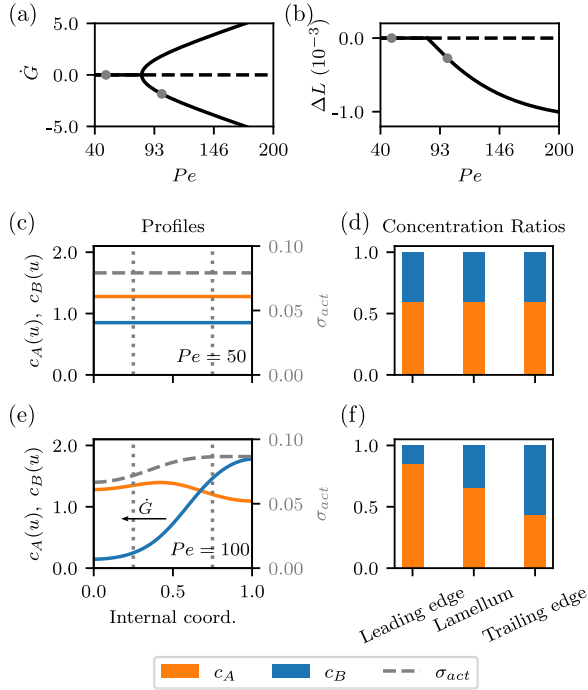 (a)
5.0
0.0
-5.0
Ġ
40 93 146 200
Pe
(b)
0.0
-1.0
ΔL (10⁻³)
40 93 146 200
Pe
(c) Profiles
2.0
1.0
0.0
c_A(u), c_B(u)
Pe = 50
0.10
0.05
0.00
σ_act
(d) Concentration Ratios
1.0
0.5
0.0
(e)
2.0
1.0
0.0
c_A(u), c_B(u)
Ġ
Pe = 100
0.10
0.05
0.00
σ_act
0.0 0.5 1.0
Internal coord.
(f)
1.0
0.5
0.0
Leading edge
Lamellum
Trailing edge
c_A c_B σ_act